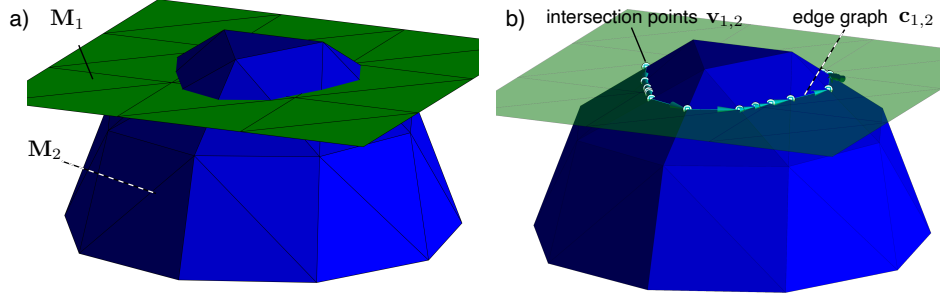 a)
M₁
M₂
b)
intersection points v₁,₂
edge graph c₁,₂